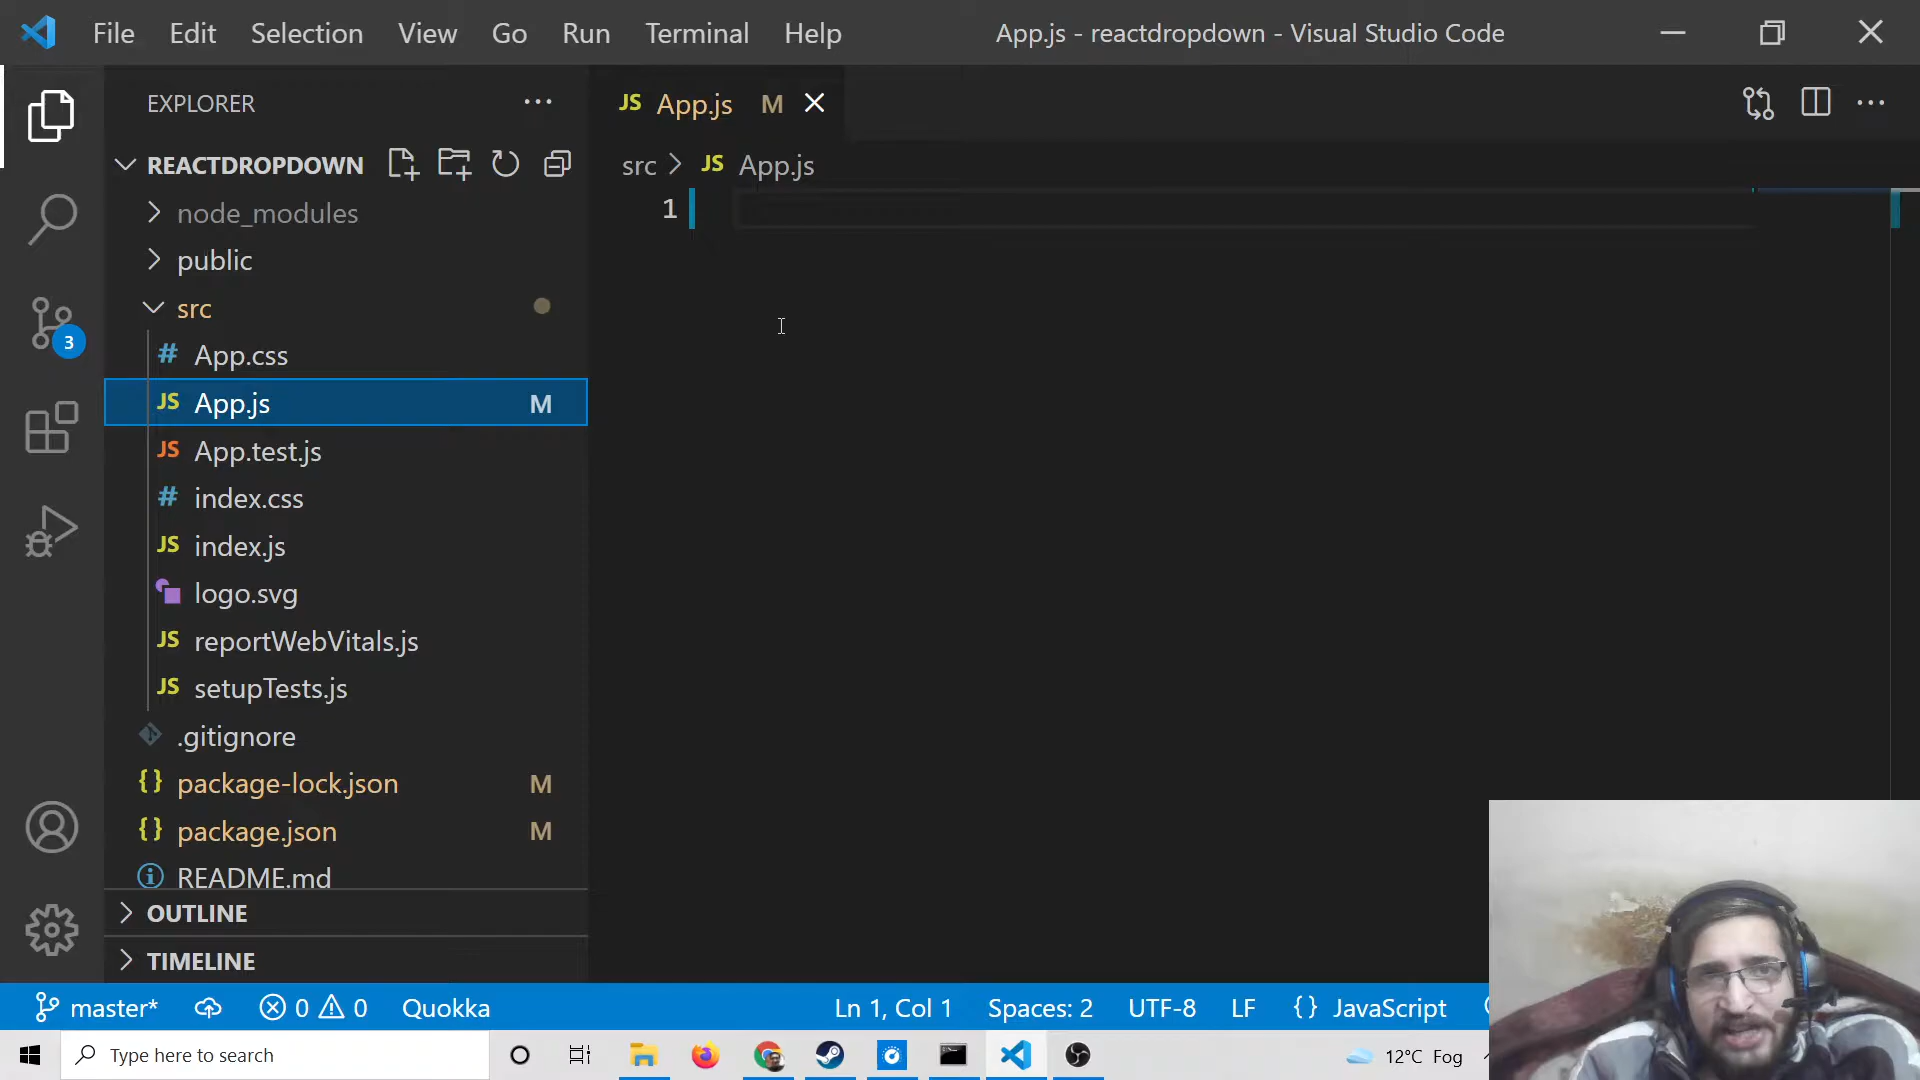 File Edit Selection View Go Run Terminal Help App.js - reactdropdown - Visual Studio Code
EXPLORER ...
JS App.js M
REACTDROPDOWN
src > JS App.js
1
node_modules
public
src
# App.css
JS App.js M
JS App.test.js
# index.css
JS index.js
logo.svg
JS reportWebVitals.js
JS setupTests.js
.gitignore
{} package-lock.json M
{} package.json M
README.md
OUTLINE
TIMELINE
3
master* 0 0 Quokka Ln 1, Col 1 Spaces: 2 UTF-8 LF {} JavaScript
Type here to search 12°C Fog